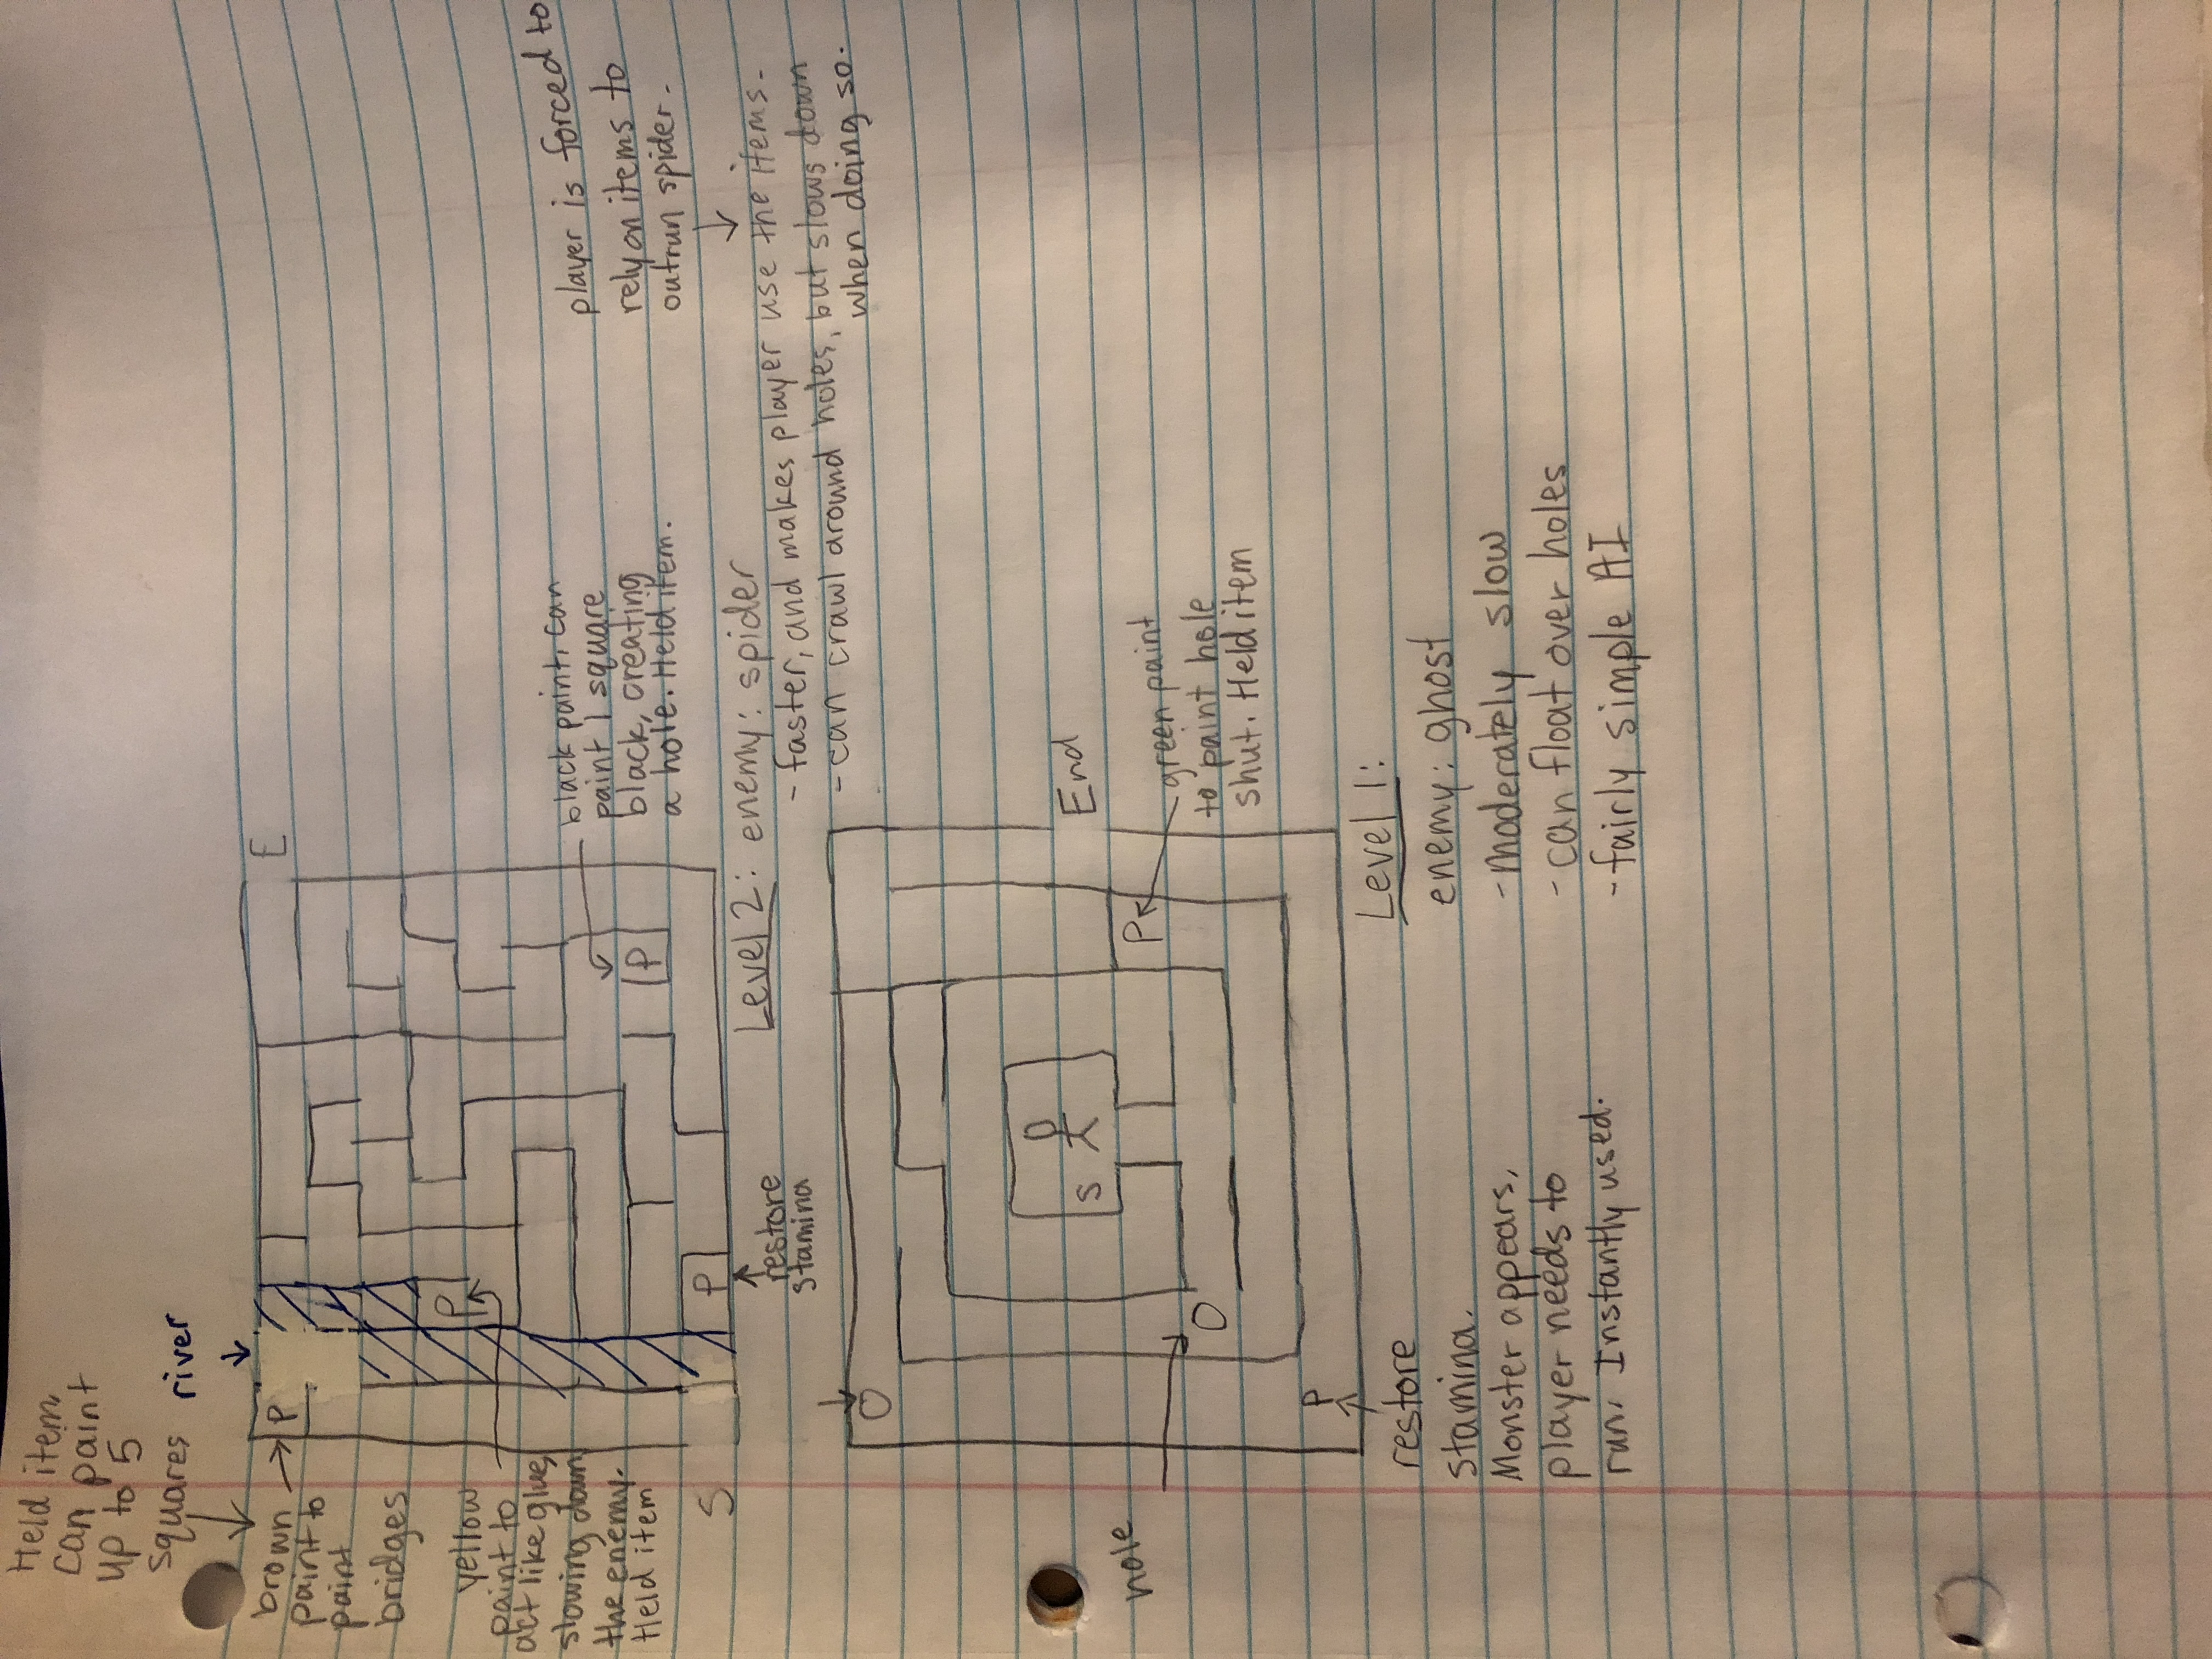 Held item,
can paint
up to 5
squares
river
brown
paint to
paint
bridges
P
E
yellow
paint to
act like glue,
slowing down
the enemy.
Held item
P
black paint. Can
paint 1 square
black, creating
a hole. Held item.
P
player is forced to
rely on items to
outrun spider.
S
P
restore
stamina
Level 2: enemy: spider
- faster, and makes player use the items.
- can crawl around holes, but slows down
when doing so.
O
S
End
hole
O
P
green paint
to paint hole
shut. Held item
P
restore
stamina.
Monster appears,
player needs to
run. Instantly used.
Level 1:
enemy: ghost
- moderately slow
- can float over holes
- fairly simple AI